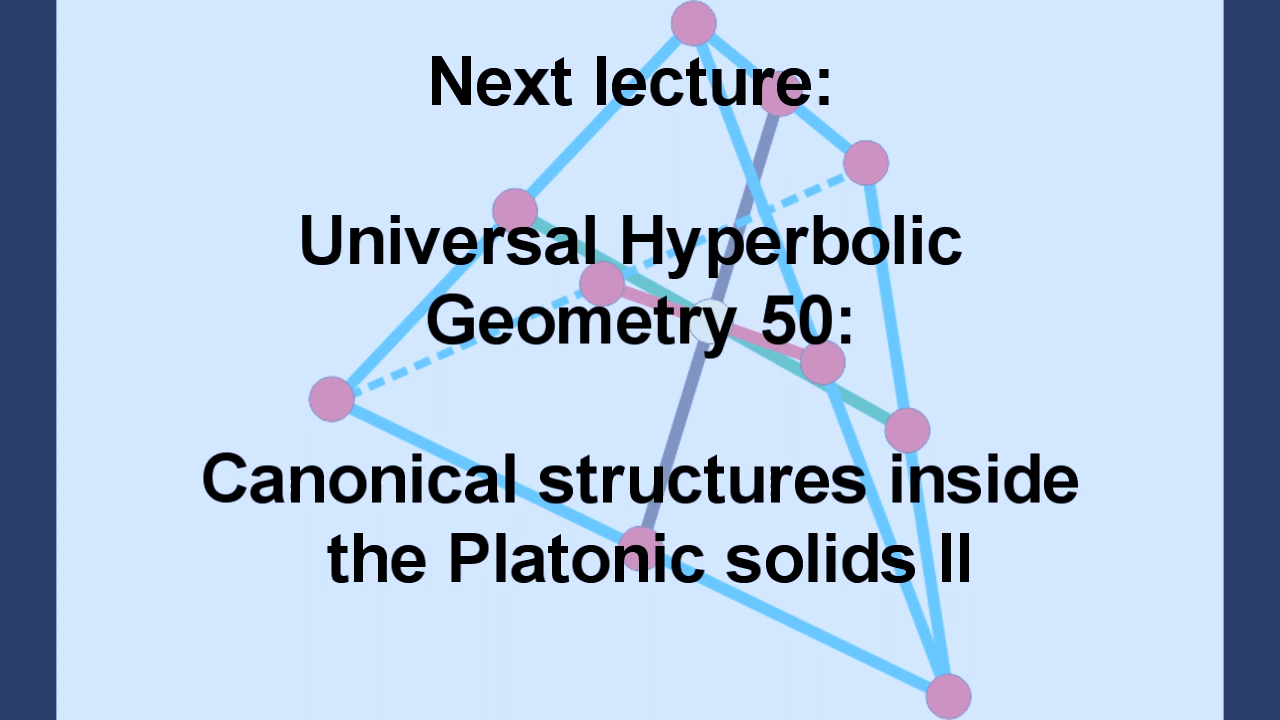 Next lecture:
Universal Hyperbolic
Geometry 50:
Canonical structures inside
the Platonic solids II